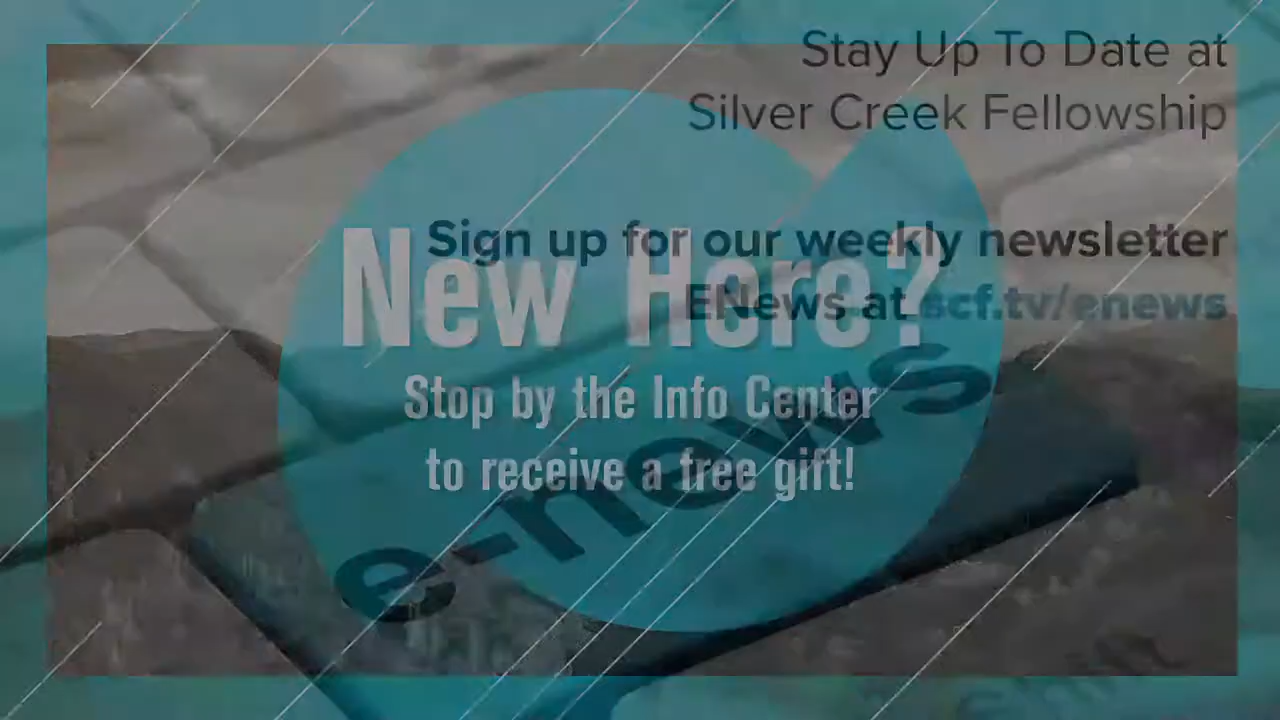 Stay Up To Date at
Silver Creek Fellowship
Sign up for our weekly newsletter
ENews at scf.tv/enews
New Here?
Stop by the Info Center
to receive a free gift!
e-news